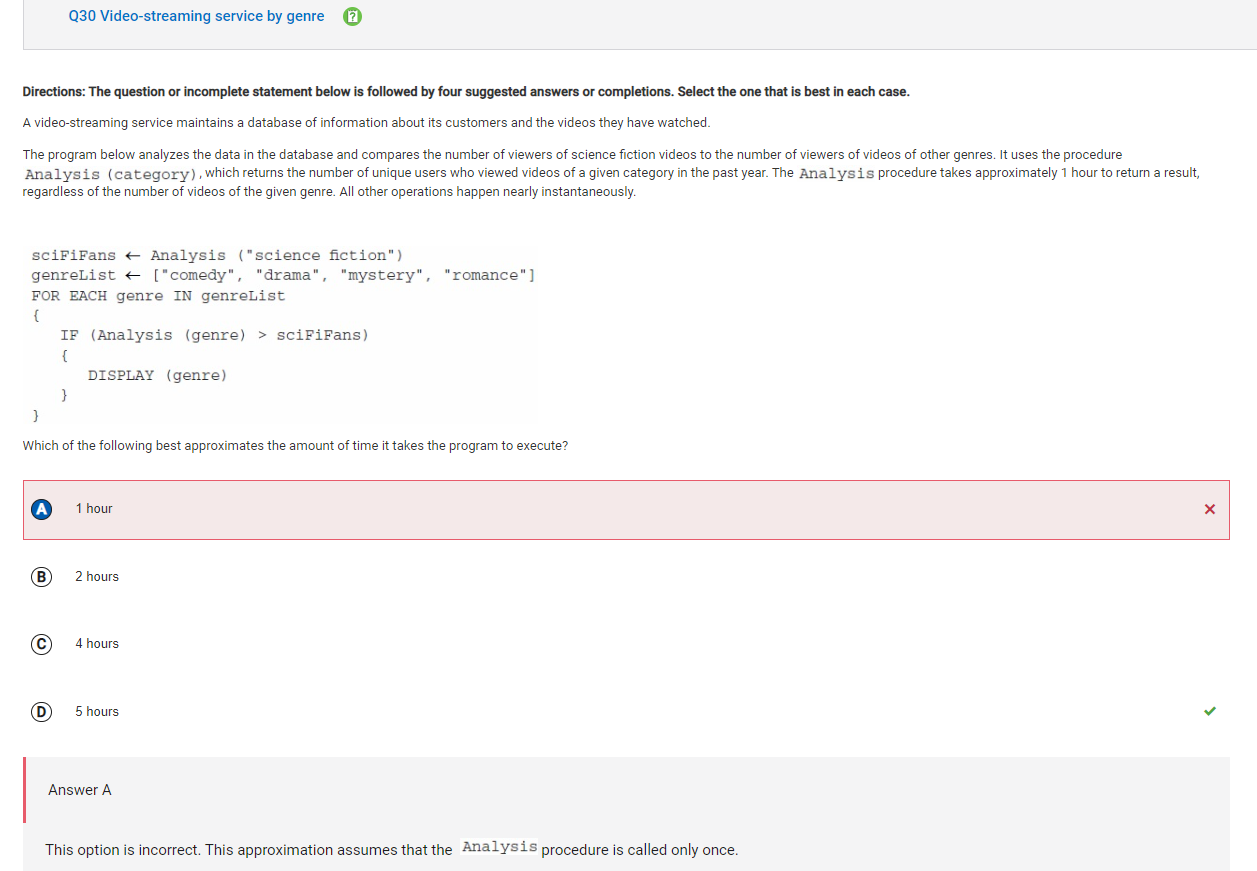 Q30 Video-streaming service by genre
Directions: The question or incomplete statement below is followed by four suggested answers or completions. Select the one that is best in each case.
A video-streaming service maintains a database of information about its customers and the videos they have watched.
The program below analyzes the data in the database and compares the number of viewers of science fiction videos to the number of viewers of videos of other genres. It uses the procedure
Analysis (category), which returns the number of unique users who viewed videos of a given category in the past year. The Analysis procedure takes approximately 1 hour to return a result,
regardless of the number of videos of the given genre. All other operations happen nearly instantaneously.
sciFiFans ← Analysis ("science fiction")
genreList ← ["comedy", "drama", "mystery", "romance"]
FOR EACH genre IN genreList
{
IF (Analysis (genre) > sciFiFans)
{
DISPLAY (genre)
}
}
Which of the following best approximates the amount of time it takes the program to execute?
A 1 hour
B 2 hours
C 4 hours
D 5 hours
Answer A
This option is incorrect. This approximation assumes that the Analysis procedure is called only once.